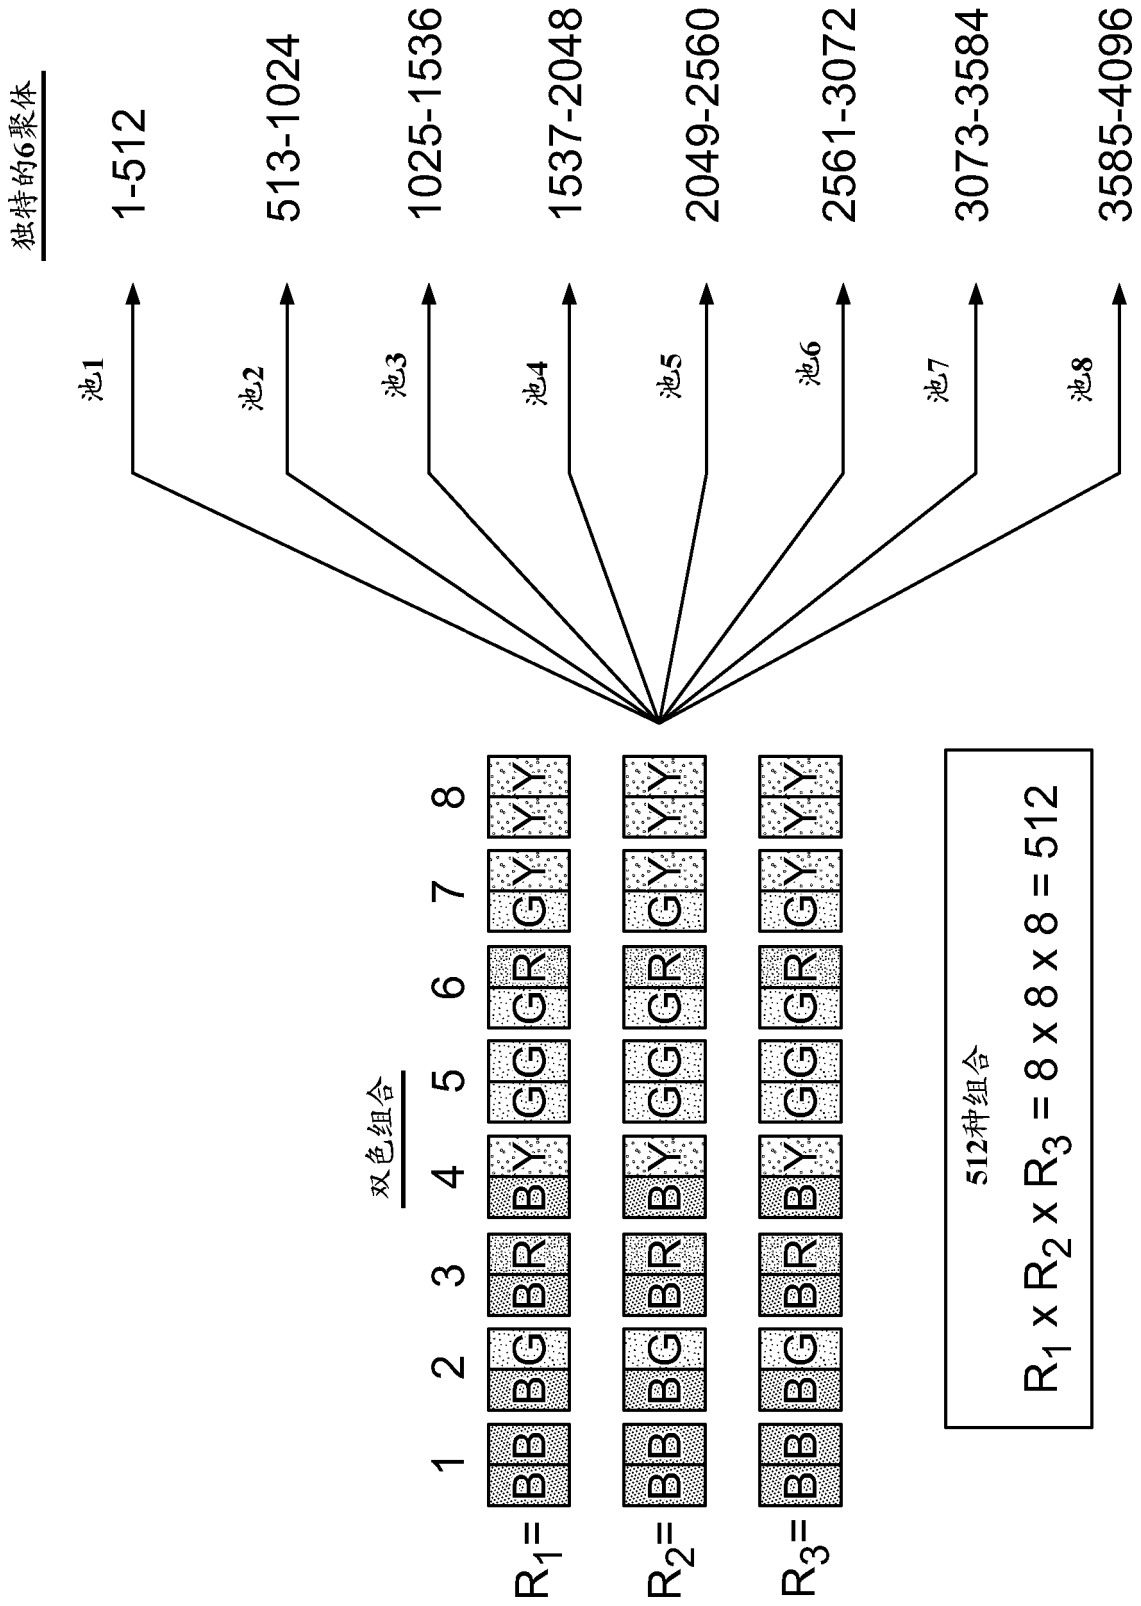 双色组合
1 2 3 4 5 6 7 8
R₁= BB BG BR BY GG GR GY YY
R₂= BB BG BR BY GG GR GY YY
R₃= BB BG BR BY GG GR GY YY
512种组合
R₁ x R₂ x R₃ = 8 x 8 x 8 = 512
独特的6聚体
池1 1-512
池2 513-1024
池3 1025-1536
池4 1537-2048
池5 2049-2560
池6 2561-3072
池7 3073-3584
池8 3585-4096